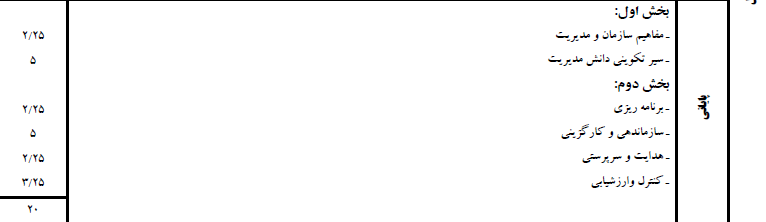 پایانی
بخش اول:
ـ مفاهیم سازمان و مدیریت ۲/۲۵
ـ سیر تکوینی دانش مدیریت ۵
بخش دوم:
ـ برنامه ریزی ۲/۲۵
ـ سازماندهی و کارگزینی ۵
ـ هدایت و سرپرستی ۲/۲۵
ـ کنترل وارزشیابی ۳/۲۵
۲۰